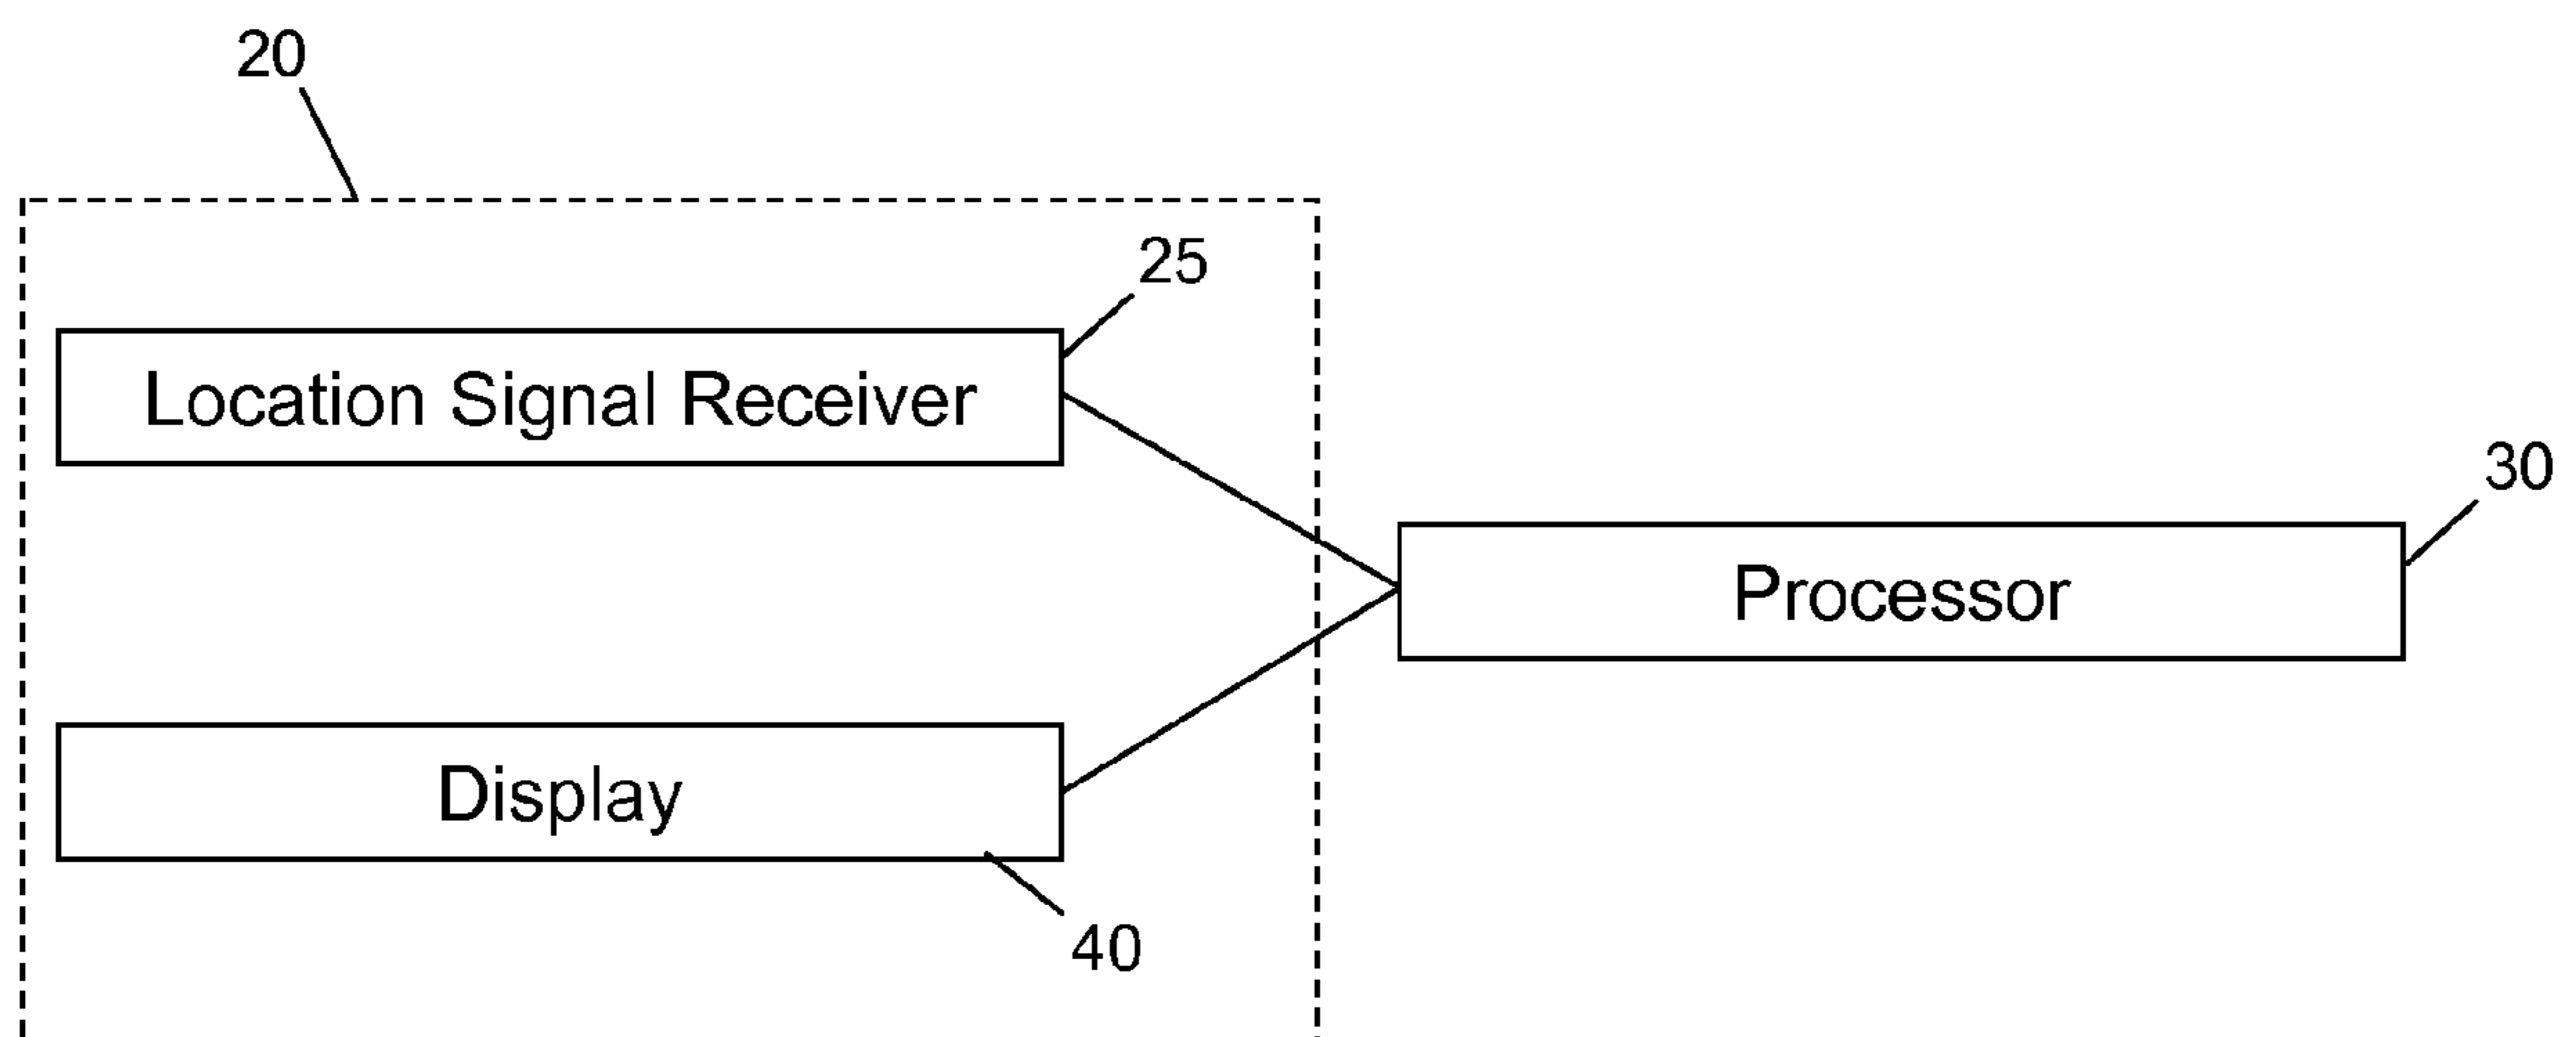 20
25
Location Signal Receiver
30
Processor
Display
40